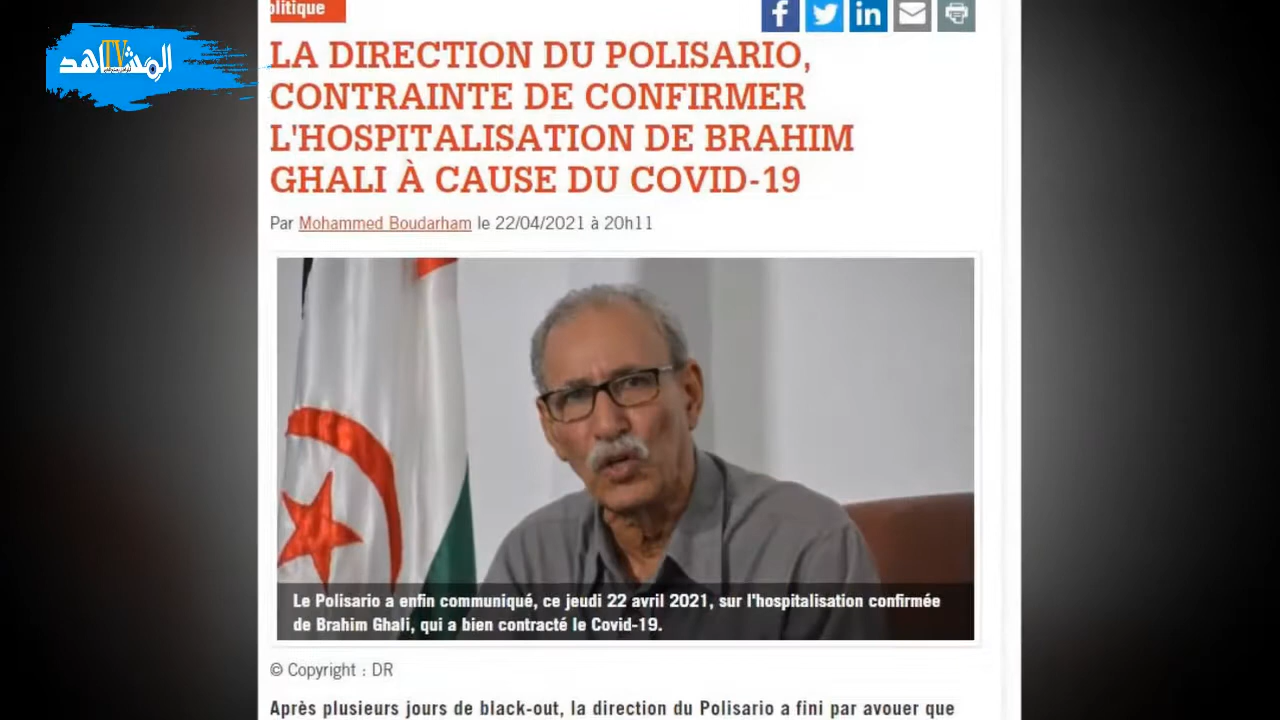 olitique
المشاهد
TV
LA DIRECTION DU POLISARIO,
CONTRAINTE DE CONFIRMER
L'HOSPITALISATION DE BRAHIM
GHALI À CAUSE DU COVID-19
Par Mohammed Boudarham le 22/04/2021 à 20h11
Le Polisario a enfin communiqué, ce jeudi 22 avril 2021, sur l'hospitalisation confirmée
de Brahim Ghali, qui a bien contracté le Covid-19.
© Copyright : DR
Après plusieurs jours de black-out, la direction du Polisario a fini par avouer que